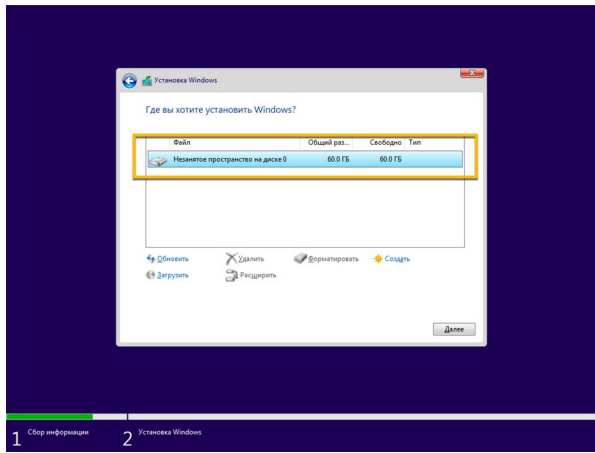 Установка Windows
Где вы хотите установить Windows?
Файл Общий раз... Свободно Тип
Незанятое пространство на диске 0 60.0 ГБ 60.0 ГБ
Обновить Удалить Форматировать Создать
Загрузить Расширить
Далее
1 Сбор информации 2 Установка Windows